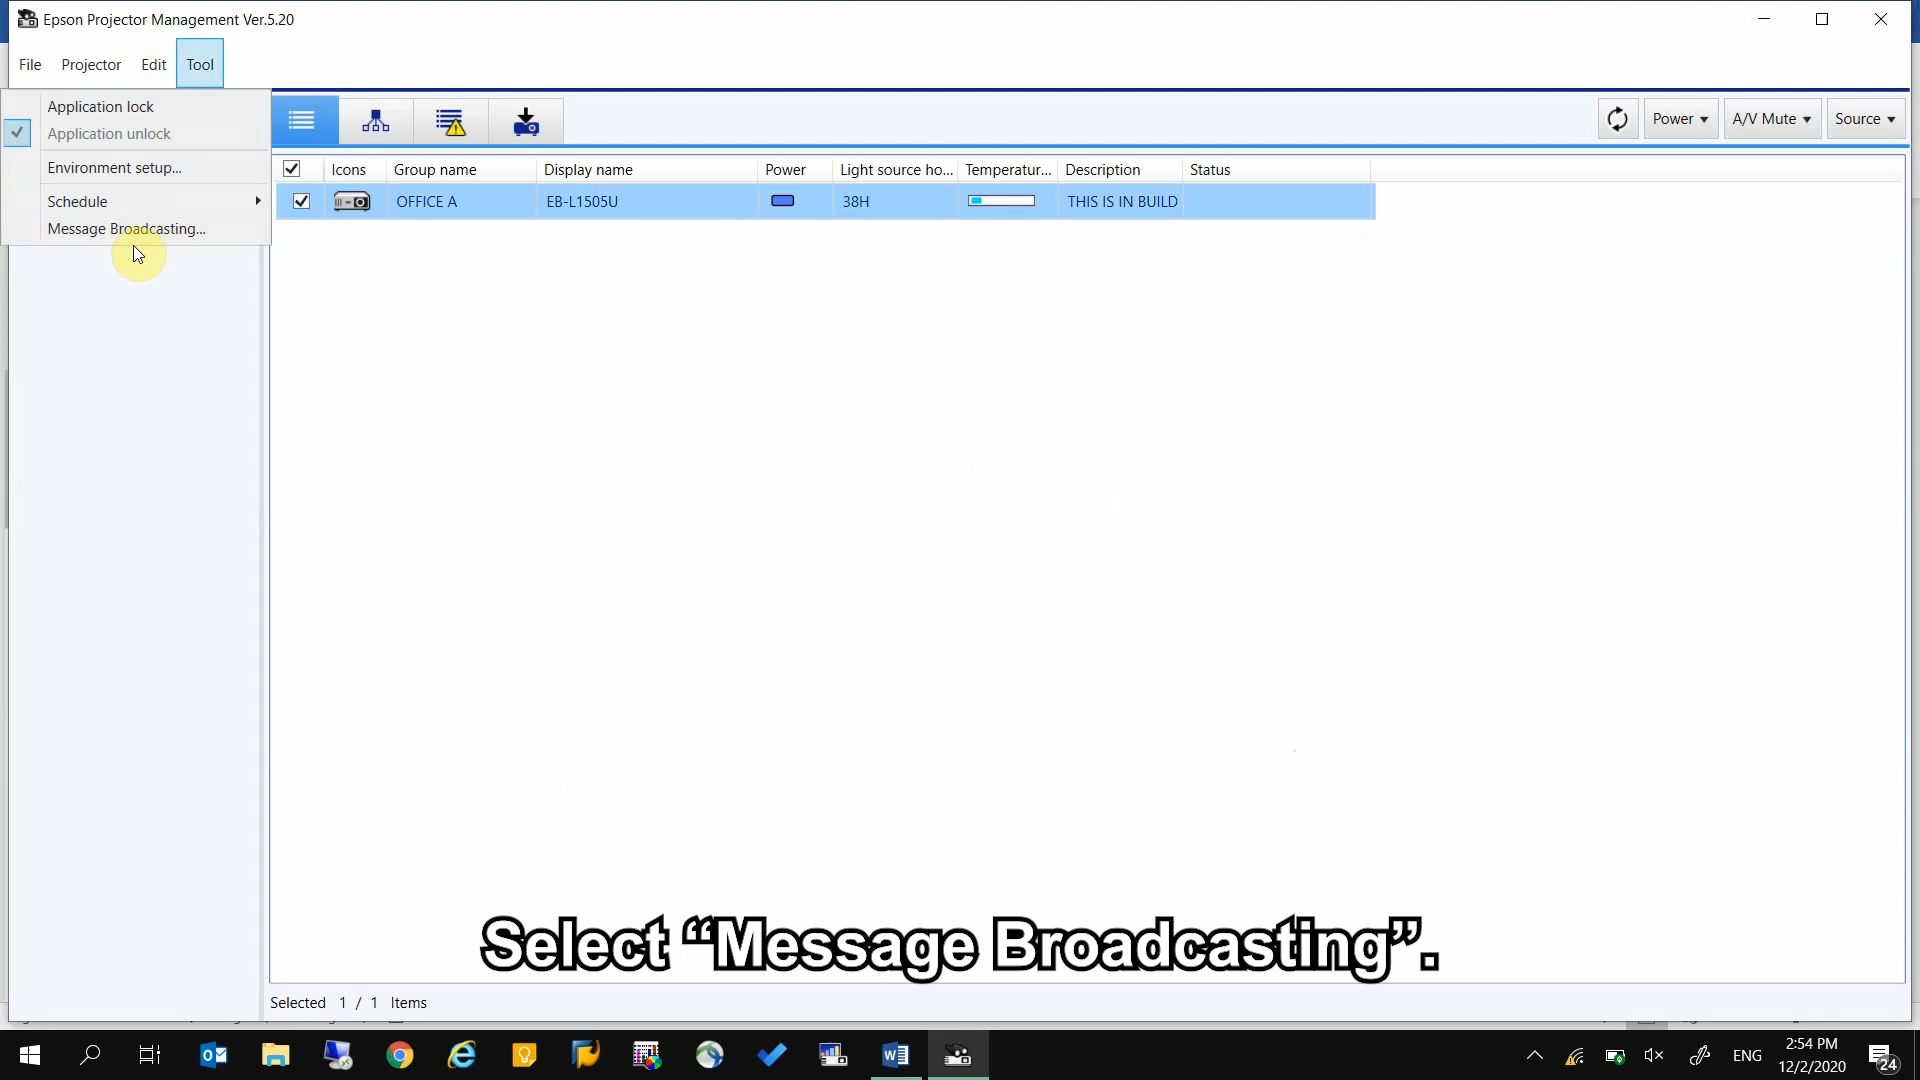 Epson Projector Management Ver.5.20
File Projector Edit Tool
Application lock
Application unlock
Environment setup...
Schedule
Message Broadcasting...
Power A/V Mute Source
Icons Group name Display name Power Light source ho... Temperatur... Description Status
OFFICE A EB-L1505U 38H THIS IS IN BUILD
Select “Message Broadcasting”.
Selected 1 / 1 Items
ENG
2:54 PM
12/2/2020
24